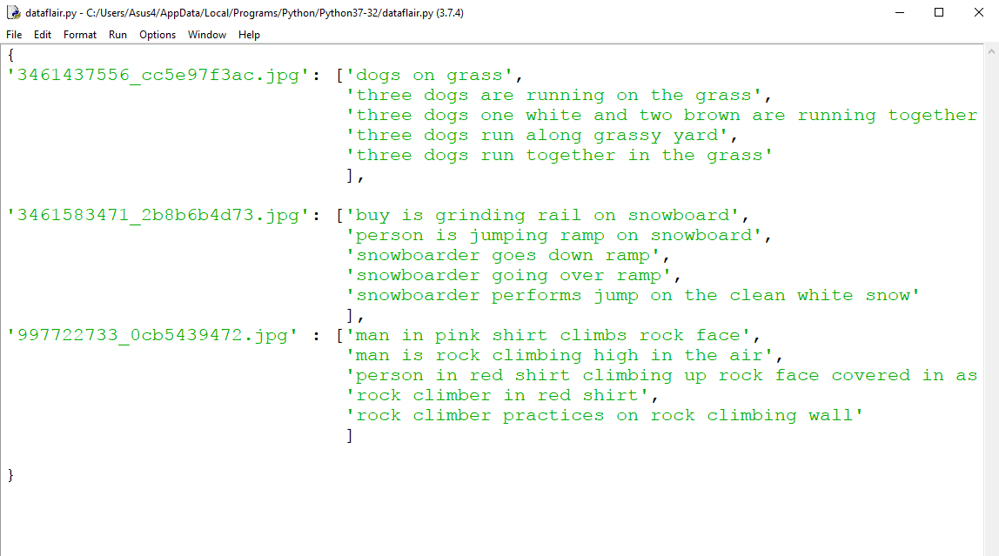 dataflair.py - C:/Users/Asus4/AppData/Local/Programs/Python/Python37-32/dataflair.py (3.7.4)
File Edit Format Run Options Window Help
{
'3461437556_cc5e97f3ac.jpg': ['dogs on grass',
'three dogs are running on the grass',
'three dogs one white and two brown are running together
'three dogs run along grassy yard',
'three dogs run together in the grass'
],
'3461583471_2b8b6b4d73.jpg': ['buy is grinding rail on snowboard',
'person is jumping ramp on snowboard',
'snowboarder goes down ramp',
'snowboarder going over ramp',
'snowboarder performs jump on the clean white snow'
],
'997722733_0cb5439472.jpg' : ['man in pink shirt climbs rock face',
'man is rock climbing high in the air',
'person in red shirt climbing up rock face covered in as
'rock climber in red shirt',
'rock climber practices on rock climbing wall'
]
}